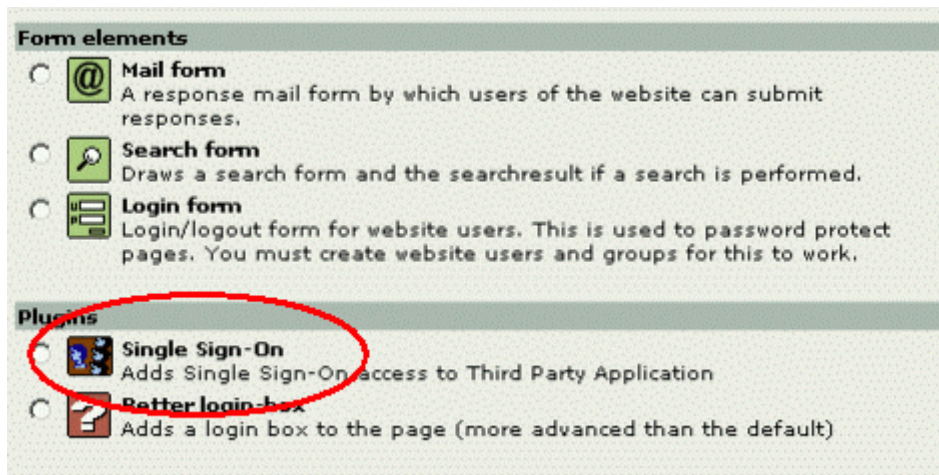 Form elements
Mail form
A response mail form by which users of the website can submit
responses.
Search form
Draws a search form and the searchresult if a search is performed.
Login form
Login/logout form for website users. This is used to password protect
pages. You must create website users and groups for this to work.
Plugins
Single Sign-On
Adds Single Sign-On access to Third Party Application
Better login-box
Adds a login box to the page (more advanced than the default)